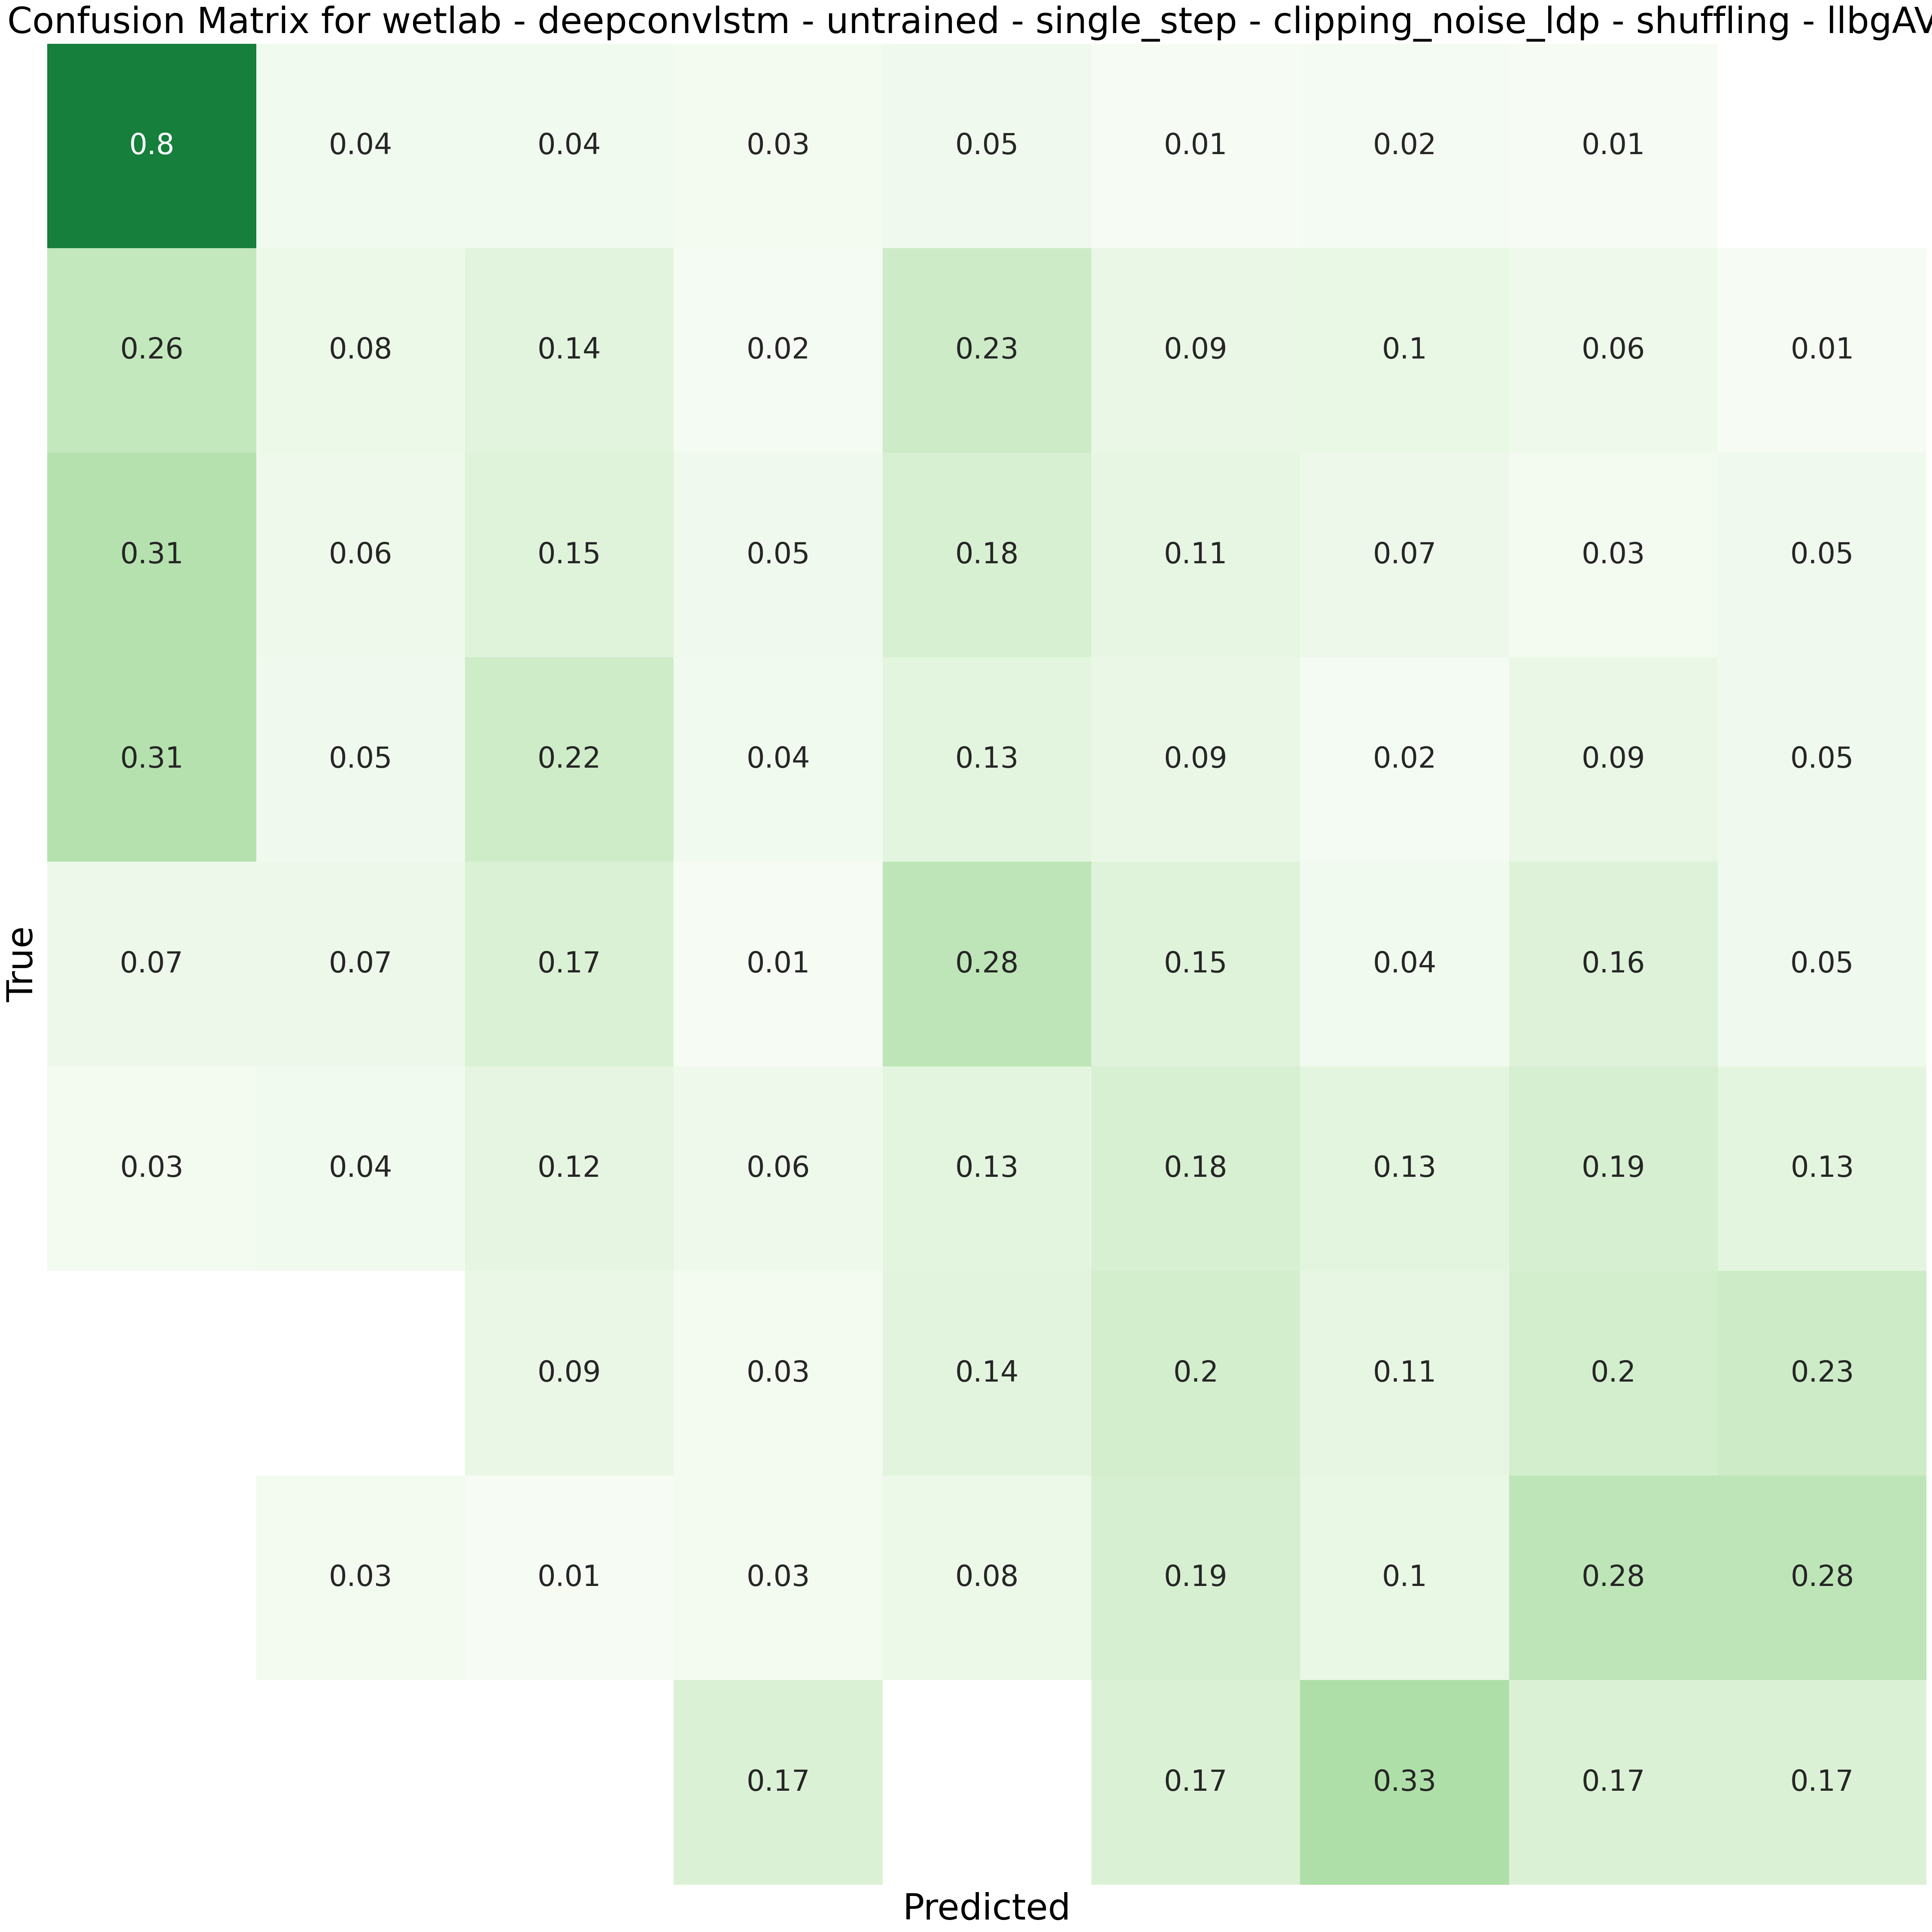 Confusion Matrix for wetlab - deepconvlstm - untrained - single_step - clipping_noise_ldp - shuffling - llbgAV
0.8 0.04 0.04 0.03 0.05 0.01 0.02 0.01
0.26 0.08 0.14 0.02 0.23 0.09 0.1 0.06 0.01
0.31 0.06 0.15 0.05 0.18 0.11 0.07 0.03 0.05
0.31 0.05 0.22 0.04 0.13 0.09 0.02 0.09 0.05
0.07 0.07 0.17 0.01 0.28 0.15 0.04 0.16 0.05
True
0.03 0.04 0.12 0.06 0.13 0.18 0.13 0.19 0.13
0.09 0.03 0.14 0.2 0.11 0.2 0.23
0.03 0.01 0.03 0.08 0.19 0.1 0.28 0.28
0.17 0.17 0.33 0.17 0.17
Predicted